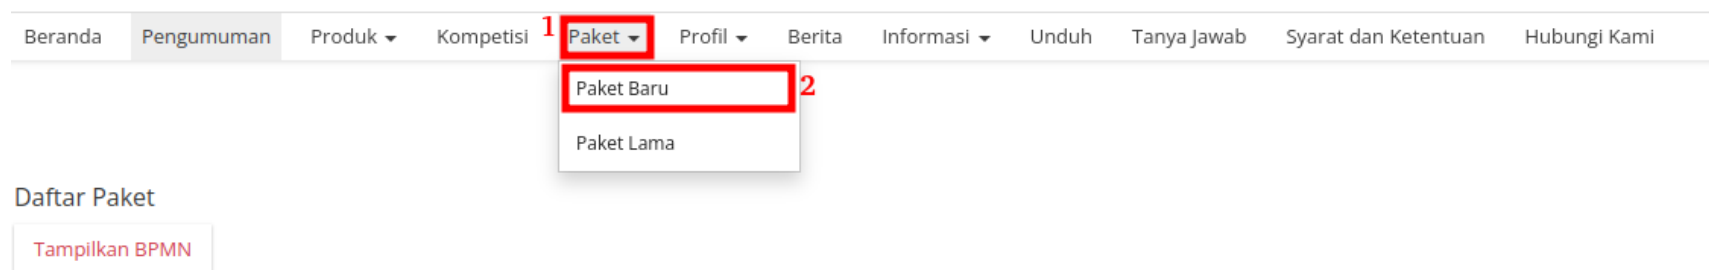 Beranda Pengumuman Produk Kompetisi 1 Paket Profil Berita Informasi Unduh Tanya Jawab Syarat dan Ketentuan Hubungi Kami
Paket Baru 2
Paket Lama
Daftar Paket
Tampilkan BPMN